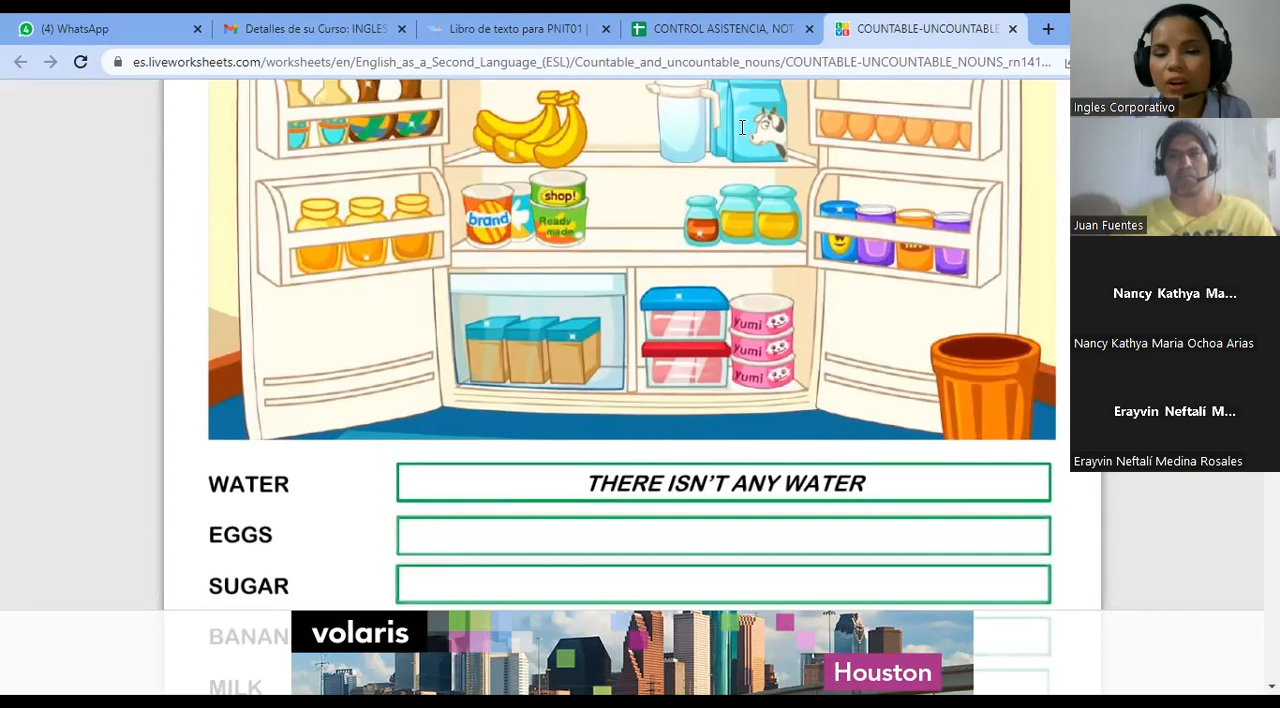 4
(4) WhatsApp
Detalles de su Curso: INGLES
Libro de texto para PNIT01 |
CONTROL ASISTENCIA, NOT
COUNTABLE-UNCOUNTABLE
es.liveworksheets.com/worksheets/en/English_as_a_Second_Language_(ESL)/Countable_and_uncountable_nouns/COUNTABLE-UNCOUNTABLE_NOUNS_rn141...
Ingles Corporativo
Juan Fuentes
Nancy Kathya Ma...
Nancy Kathya Maria Ochoa Arias
Erayvin Neftalí M...
Erayvin Neftalí Medina Rosales
brand
shop!
Ready
made
Yumi
Yumi
Yumi
WATER
THERE ISN'T ANY WATER
EGGS
SUGAR
BANAN
MILK
volaris
Houston